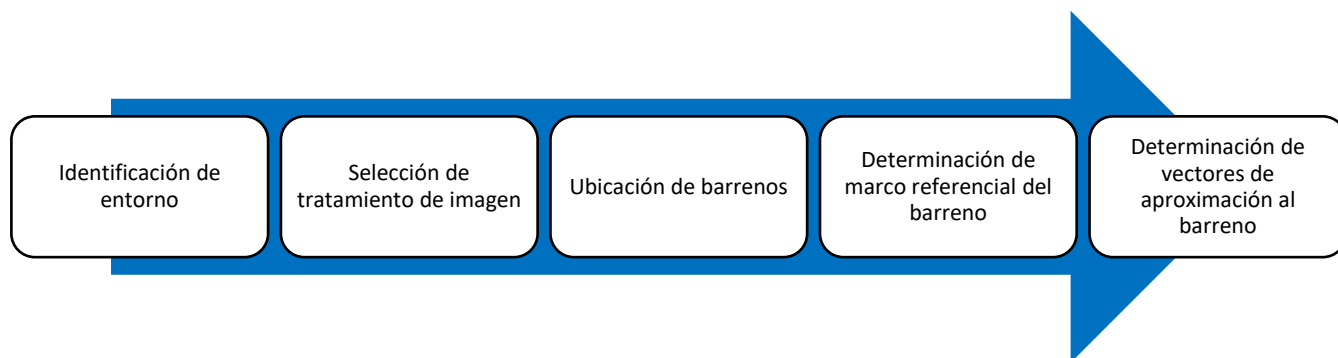 Identificación de
entorno
Selección de
tratamiento de imagen
Ubicación de barrenos
Determinación de
marco referencial del
barreno
Determinación de
vectores de
aproximación al
barreno